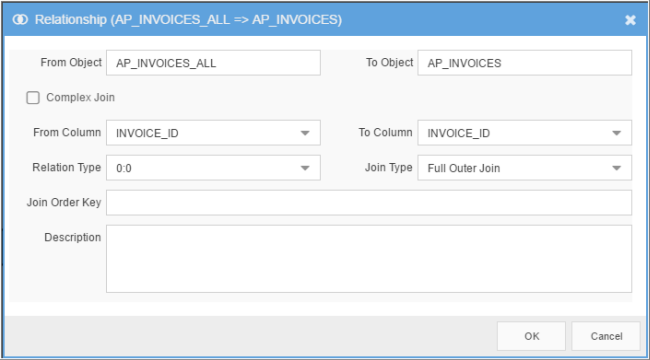 Relationship (AP_INVOICES_ALL => AP_INVOICES)
From Object AP_INVOICES_ALL To Object AP_INVOICES
Complex Join
From Column INVOICE_ID To Column INVOICE_ID
Relation Type 0:0 Join Type Full Outer Join
Join Order Key
Description
OK Cancel